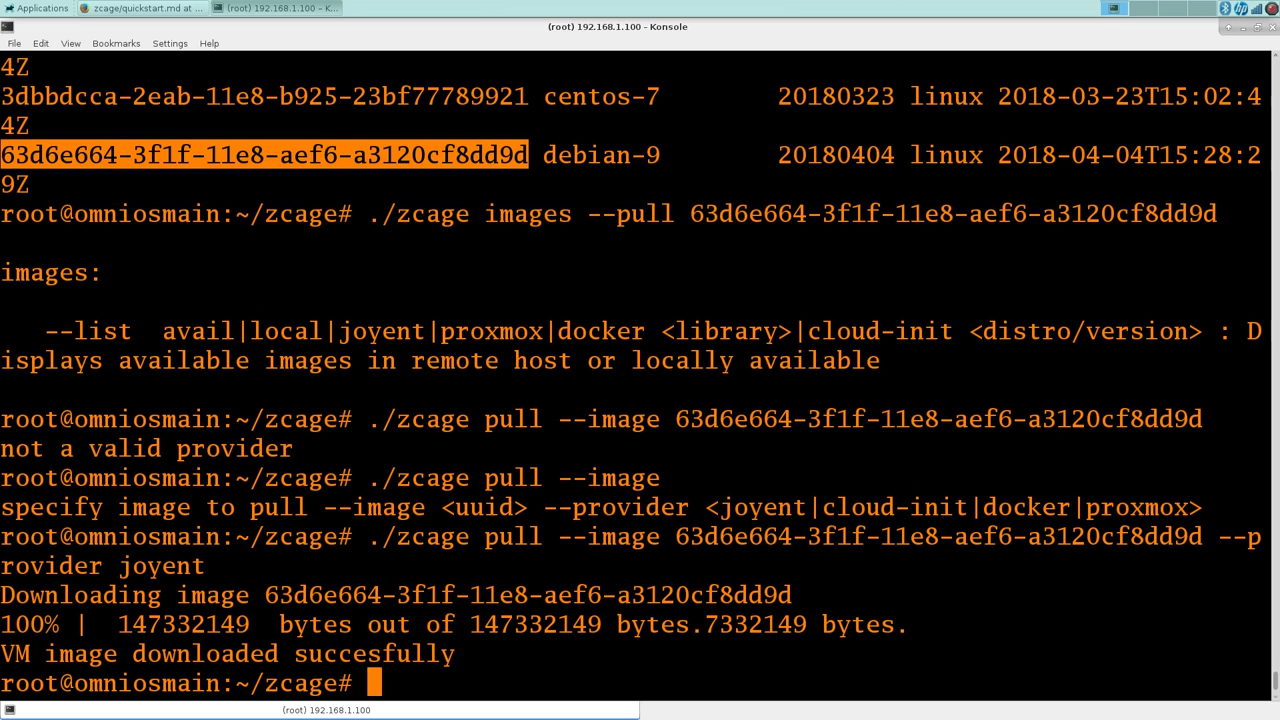 Applications
zcage/quickstart.md at ...
(root) 192.168.1.100 - K...
(root) 192.168.1.100 - Konsole
File Edit View Bookmarks Settings Help
4Z
3dbbdcca-2eab-11e8-b925-23bf77789921 centos-7 20180323 linux 2018-03-23T15:02:4
4Z
63d6e664-3f1f-11e8-aef6-a3120cf8dd9d debian-9 20180404 linux 2018-04-04T15:28:2
9Z
root@omniosmain:~/zcage# ./zcage images --pull 63d6e664-3f1f-11e8-aef6-a3120cf8dd9d
images:
--list avail|local|joyent|proxmox|docker <library>|cloud-init <distro/version> : D
isplays available images in remote host or locally available
root@omniosmain:~/zcage# ./zcage pull --image 63d6e664-3f1f-11e8-aef6-a3120cf8dd9d
not a valid provider
root@omniosmain:~/zcage# ./zcage pull --image
specify image to pull --image <uuid> --provider <joyent|cloud-init|docker|proxmox>
root@omniosmain:~/zcage# ./zcage pull --image 63d6e664-3f1f-11e8-aef6-a3120cf8dd9d --p
rovider joyent
Downloading image 63d6e664-3f1f-11e8-aef6-a3120cf8dd9d
100% | 147332149 bytes out of 147332149 bytes.7332149 bytes.
VM image downloaded succesfully
root@omniosmain:~/zcage#
(root) 192.168.1.100